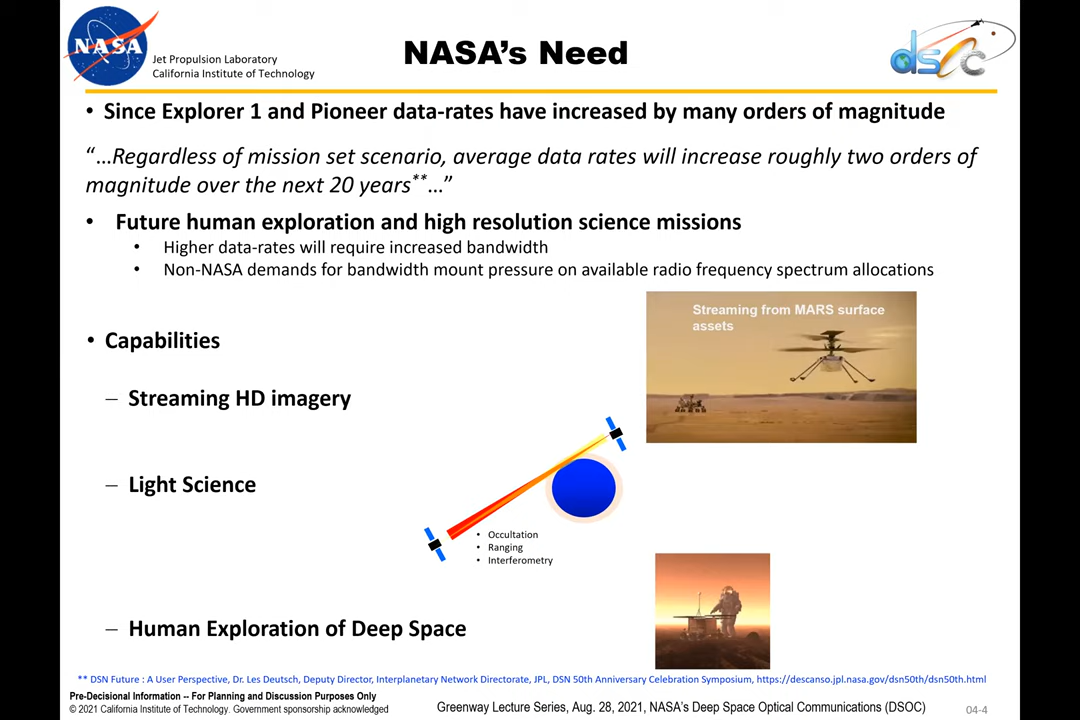 NASA
Jet Propulsion Laboratory
California Institute of Technology
NASA's Need
dsoc
• Since Explorer 1 and Pioneer data-rates have increased by many orders of magnitude
“…Regardless of mission set scenario, average data rates will increase roughly two orders of
magnitude over the next 20 years**…”
• Future human exploration and high resolution science missions
• Higher data-rates will require increased bandwidth
• Non-NASA demands for bandwidth mount pressure on available radio frequency spectrum allocations
Streaming from MARS surface
assets
• Capabilities
– Streaming HD imagery
– Light Science
• Occultation
• Ranging
• Interferometry
– Human Exploration of Deep Space
** DSN Future : A User Perspective, Dr. Les Deutsch, Deputy Director, Interplanetary Network Directorate, JPL, DSN 50th Anniversary Celebration Symposium, https://descanso.jpl.nasa.gov/dsn50th/dsn50th.html
Pre-Decisional Information -- For Planning and Discussion Purposes Only
© 2021 California Institute of Technology. Government sponsorship acknowledged
Greenway Lecture Series, Aug. 28, 2021, NASA's Deep Space Optical Communications (DSOC)
04-4